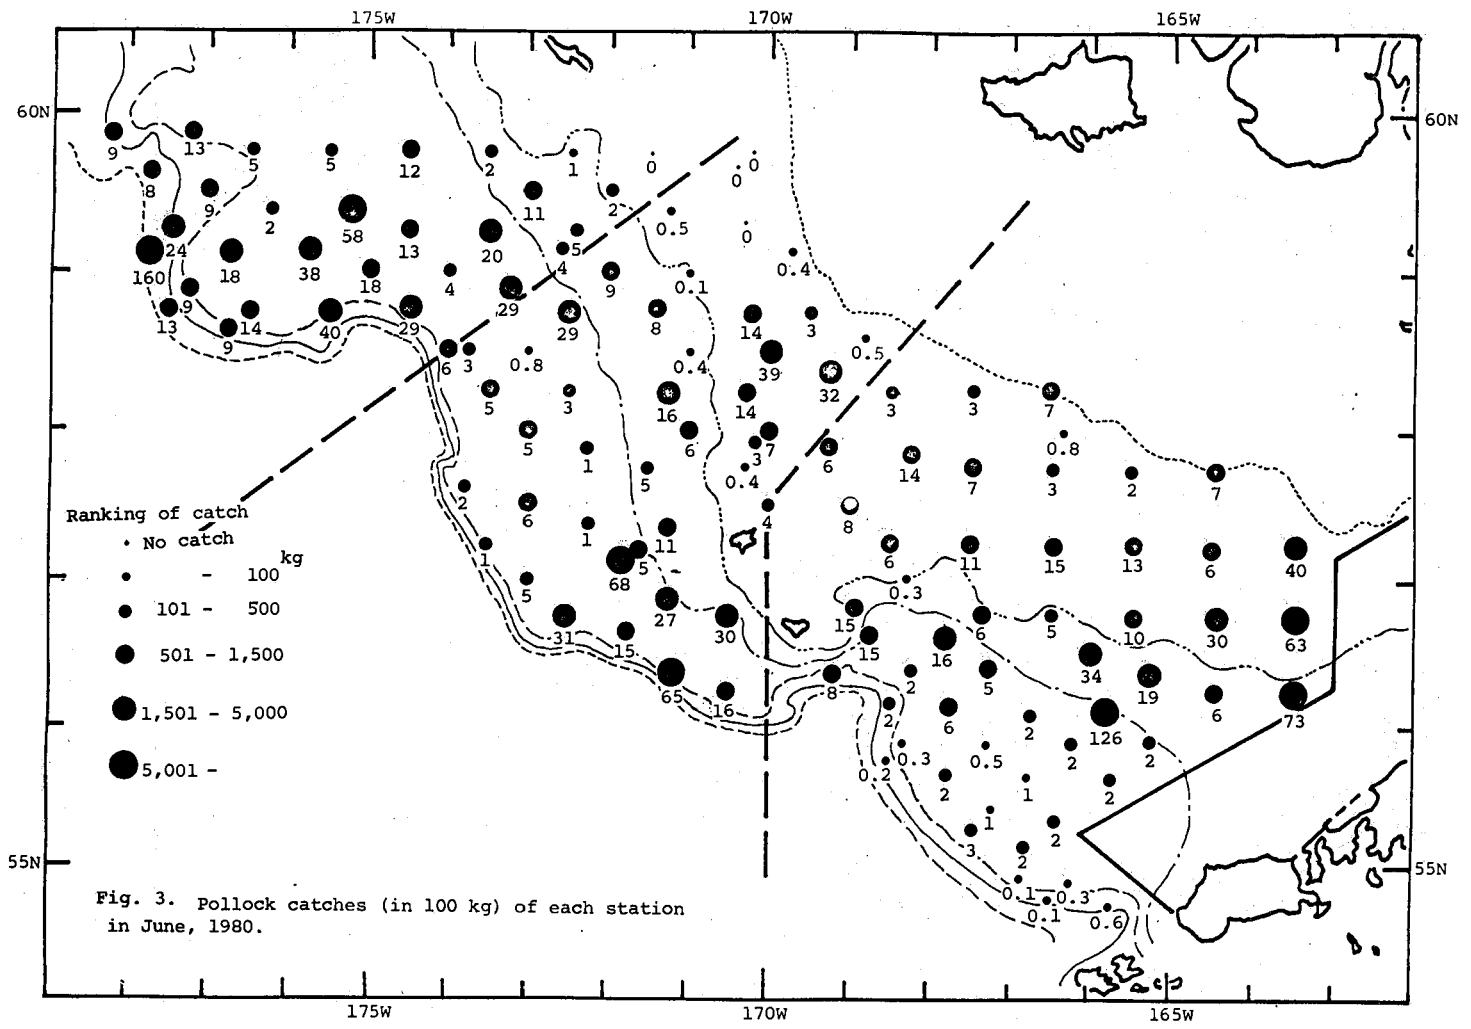 175W 170W 165W
60N 60N
9 13 5 5 12 2 1 0 0
0
8 9 2 58 13 20 11 2 0.5 0
160 24 18 38 18 4 29 4 5 9 0.1 0.4
13 9 9 14 40 29 29 8 14 3
6 3 0.8 0.4 39 32 0.5
5 3 16 14 3 3 7
5 1 6 3 7 6 14 7 3 0.8 2 7
5 0.4
2 6 1 11 4 8
1 5 68 5 6 11 15 13 6 40
0.3
31 15 27 30 15 15 16 6 5 10 30 63
65 16 8 2 2 6 5 2 34 126 19 6 73
0.2 0.3 2 0.5 1 2 2 2
3 1 2 2
0.1 0.1 0.3 0.6
Ranking of catch
No catch
kg
- 100
101 - 500
501 - 1,500
1,501 - 5,000
5,001 -
55N 55N
Fig. 3. Pollock catches (in 100 kg) of each station
in June, 1980.
175W 170W 165W